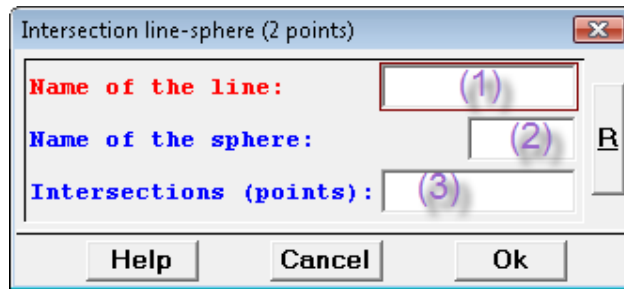 Intersection line-sphere (2 points)
Name of the line: (1)
Name of the sphere: (2)
R
Intersections (points): (3)
Help Cancel Ok